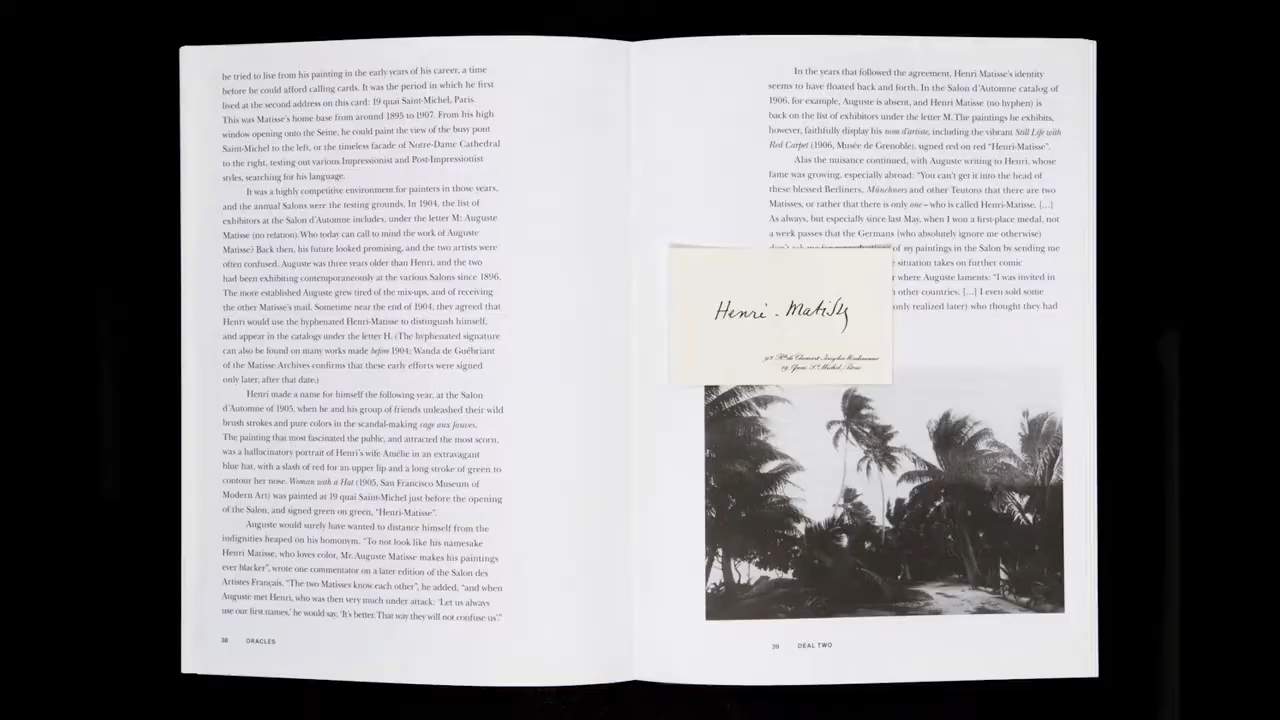 he tried to live from his painting in the early years of his career, a time
before he could afford calling cards. It was the period in which he first
lived at the second address on this card: 19 quai Saint-Michel, Paris.
This was Matisse's home base from around 1895 to 1907. From his high
window opening onto the Seine, he could paint the view of the busy pont
Saint-Michel to the left, or the timeless facade of Notre-Dame Cathedral
to the right, testing out various Impressionist and Post-Impressionist
styles, searching for his language.
It was a highly competitive environment for painters in those years,
and the annual Salons were the testing grounds. In 1904, the list of
exhibitors at the Salon d'Automne includes, under the letter M: Auguste
Matisse (no relation). Who today can call to mind the work of Auguste
Matisse? Back then, his future looked promising, and the two artists were
often confused. Auguste was three years older than Henri, and the two
had been exhibiting contemporaneously at the various Salons since 1896.
The more established Auguste grew tired of the mix-ups, and of receiving
the other Matisse's mail. Sometime near the end of 1904, they agreed that
Henri would use the hyphenated Henri-Matisse to distinguish himself,
and appear in the catalogs under the letter H. (The hyphenated signature
can also be found on many works made before 1904; Wanda de Guébriant
of the Matisse Archives confirms that these early efforts were signed
only later, after that date.)
Henri made a name for himself the following year, at the Salon
d'Automne of 1905, when he and his group of friends unleashed their wild
brush strokes and pure colors in the scandal-making cage aux fauves.
The painting that most fascinated the public, and attracted the most scorn,
was a hallucinatory portrait of Henri's wife Amélie in an extravagant
blue hat, with a slash of red for an upper lip and a long stroke of green to
contour her nose. Woman with a Hat (1905, San Francisco Museum of
Modern Art) was painted at 19 quai Saint-Michel just before the opening
of the Salon, and signed green on green, "Henri-Matisse".
Auguste would surely have wanted to distance himself from the
indignities heaped on his homonym. "To not look like his namesake
Henri Matisse, who loves color, Mr. Auguste Matisse makes his paintings
ever blacker", wrote one commentator on a later edition of the Salon des
Artistes Français. "The two Matisses know each other", he added, "and when
Auguste met Henri, who was then very much under attack: 'Let us always
use our first names,' he would say, 'It's better. That way they will not confuse us'."
38 ORACLES
In the years that followed the agreement, Henri Matisse's identity
seems to have floated back and forth. In the Salon d'Automne catalog of
1906, for example, Auguste is absent, and Henri Matisse (no hyphen) is
back on the list of exhibitors under the letter M. The paintings he exhibits,
however, faithfully display his nom d'artiste, including the vibrant Still Life with
Red Carpet (1906, Musée de Grenoble), signed red on red "Henri-Matisse".
Alas the nuisance continued, with Auguste writing to Henri, whose
fame was growing, especially abroad: "You can't get it into the head of
these blessed Berliners, Münchners and other Teutons that there are two
Matisses, or rather that there is only one – who is called Henri-Matisse. [...]
As always, but especially since last May, when I won a first-place medal, not
a week passes that the Germans (who absolutely ignore me otherwise)
don't ask me for reproductions of my paintings in the Salon by sending me
situation takes on further comic
where Auguste laments: "I was invited in
other countries. [...] I even sold some
only realized later) who thought they had
Henri-Matisse
92 Rte de Clamart Issy les Moulineaux
19 Quai St Michel, Paris
39 DEAL TWO